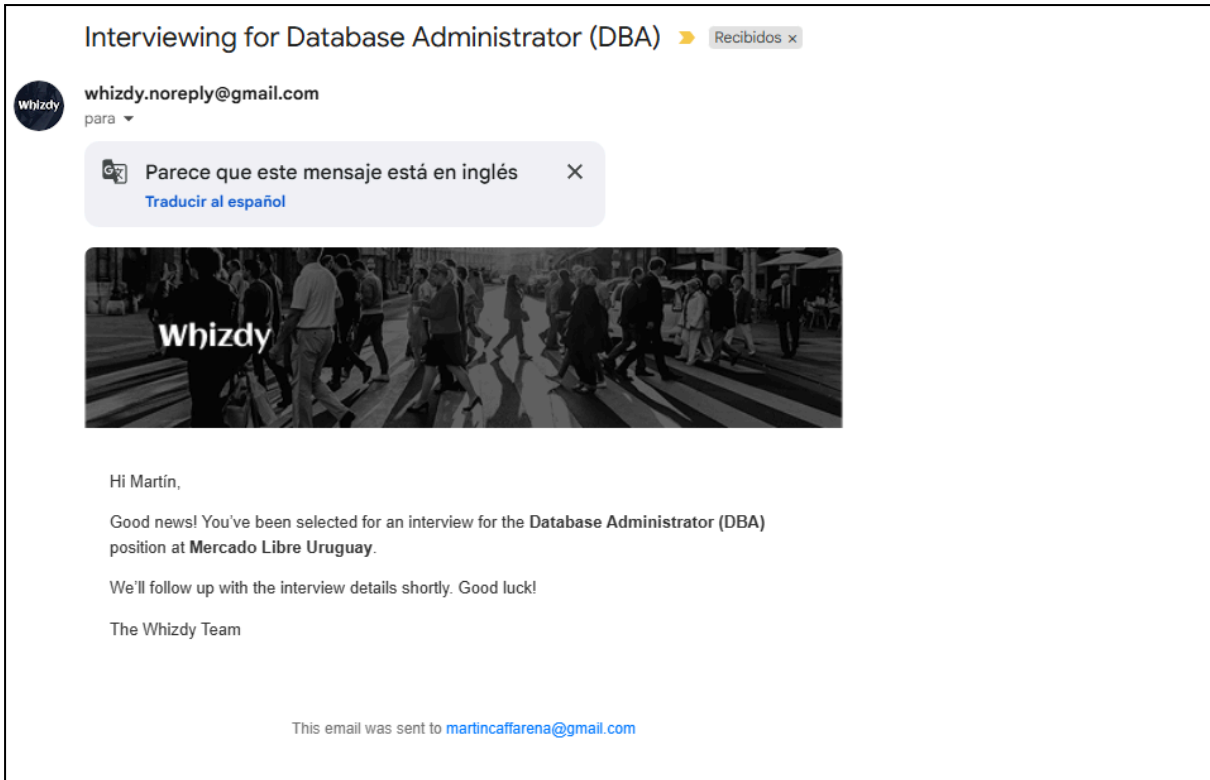 Interviewing for Database Administrator (DBA) Recibidos x
Whizdy
whizdy.noreply@gmail.com
para
Parece que este mensaje está en inglés
Traducir al español
Whizdy
Hi Martín,
Good news! You've been selected for an interview for the Database Administrator (DBA)
position at Mercado Libre Uruguay.
We'll follow up with the interview details shortly. Good luck!
The Whizdy Team
This email was sent to martincaffarena@gmail.com